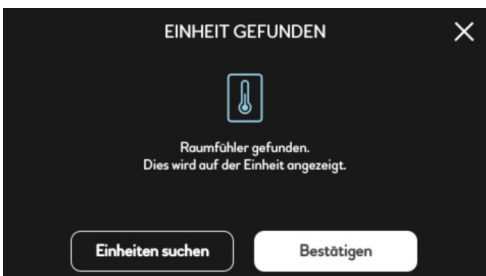 EINHEIT GEFUNDEN
Raumfühler gefunden.
Dies wird auf der Einheit angezeigt.
Einheiten suchen
Bestätigen